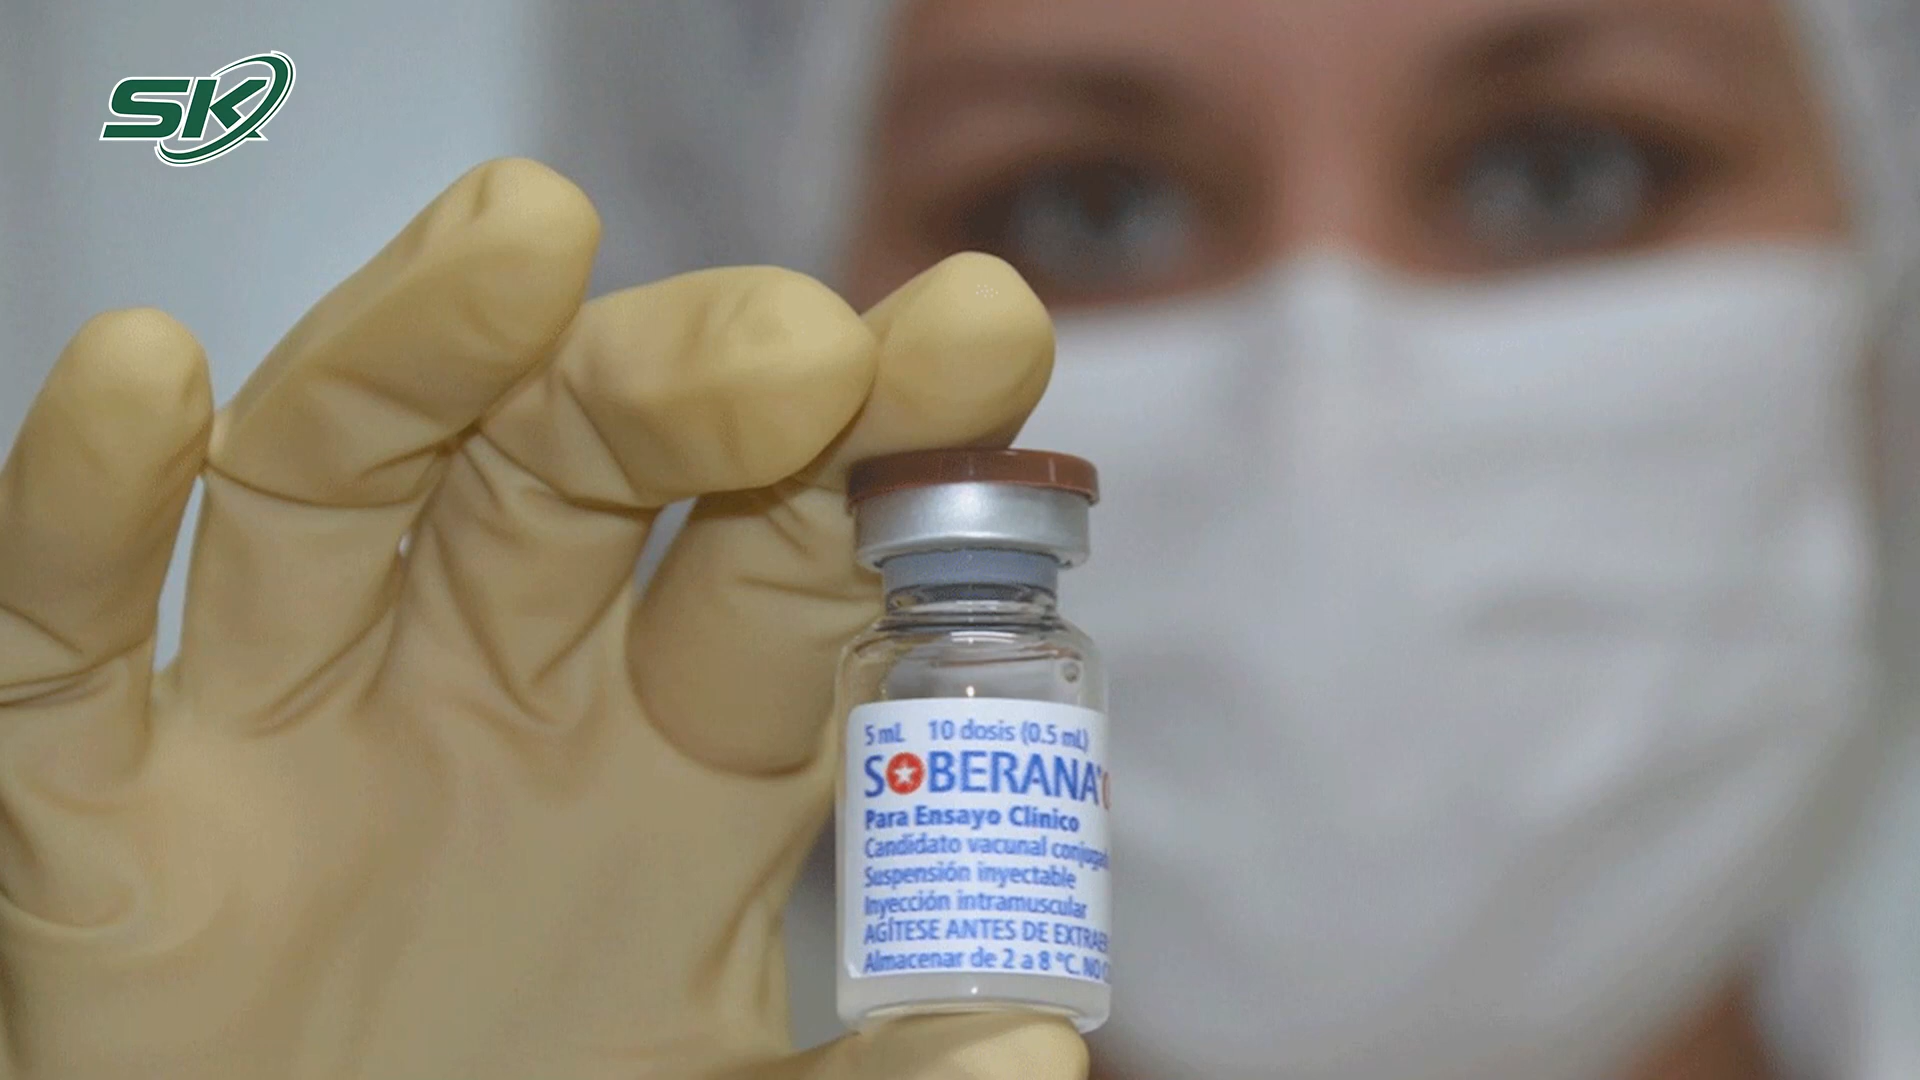 SK
5 mL 10 dosis (0.5 mL)
SOBERANA
Para Ensayo Clínico
Candidato vacunal
Suspensión inyectable
Inyección intramuscular
AGÍTESE ANTES DE
Almacenar de 2 a 8 °C. NO